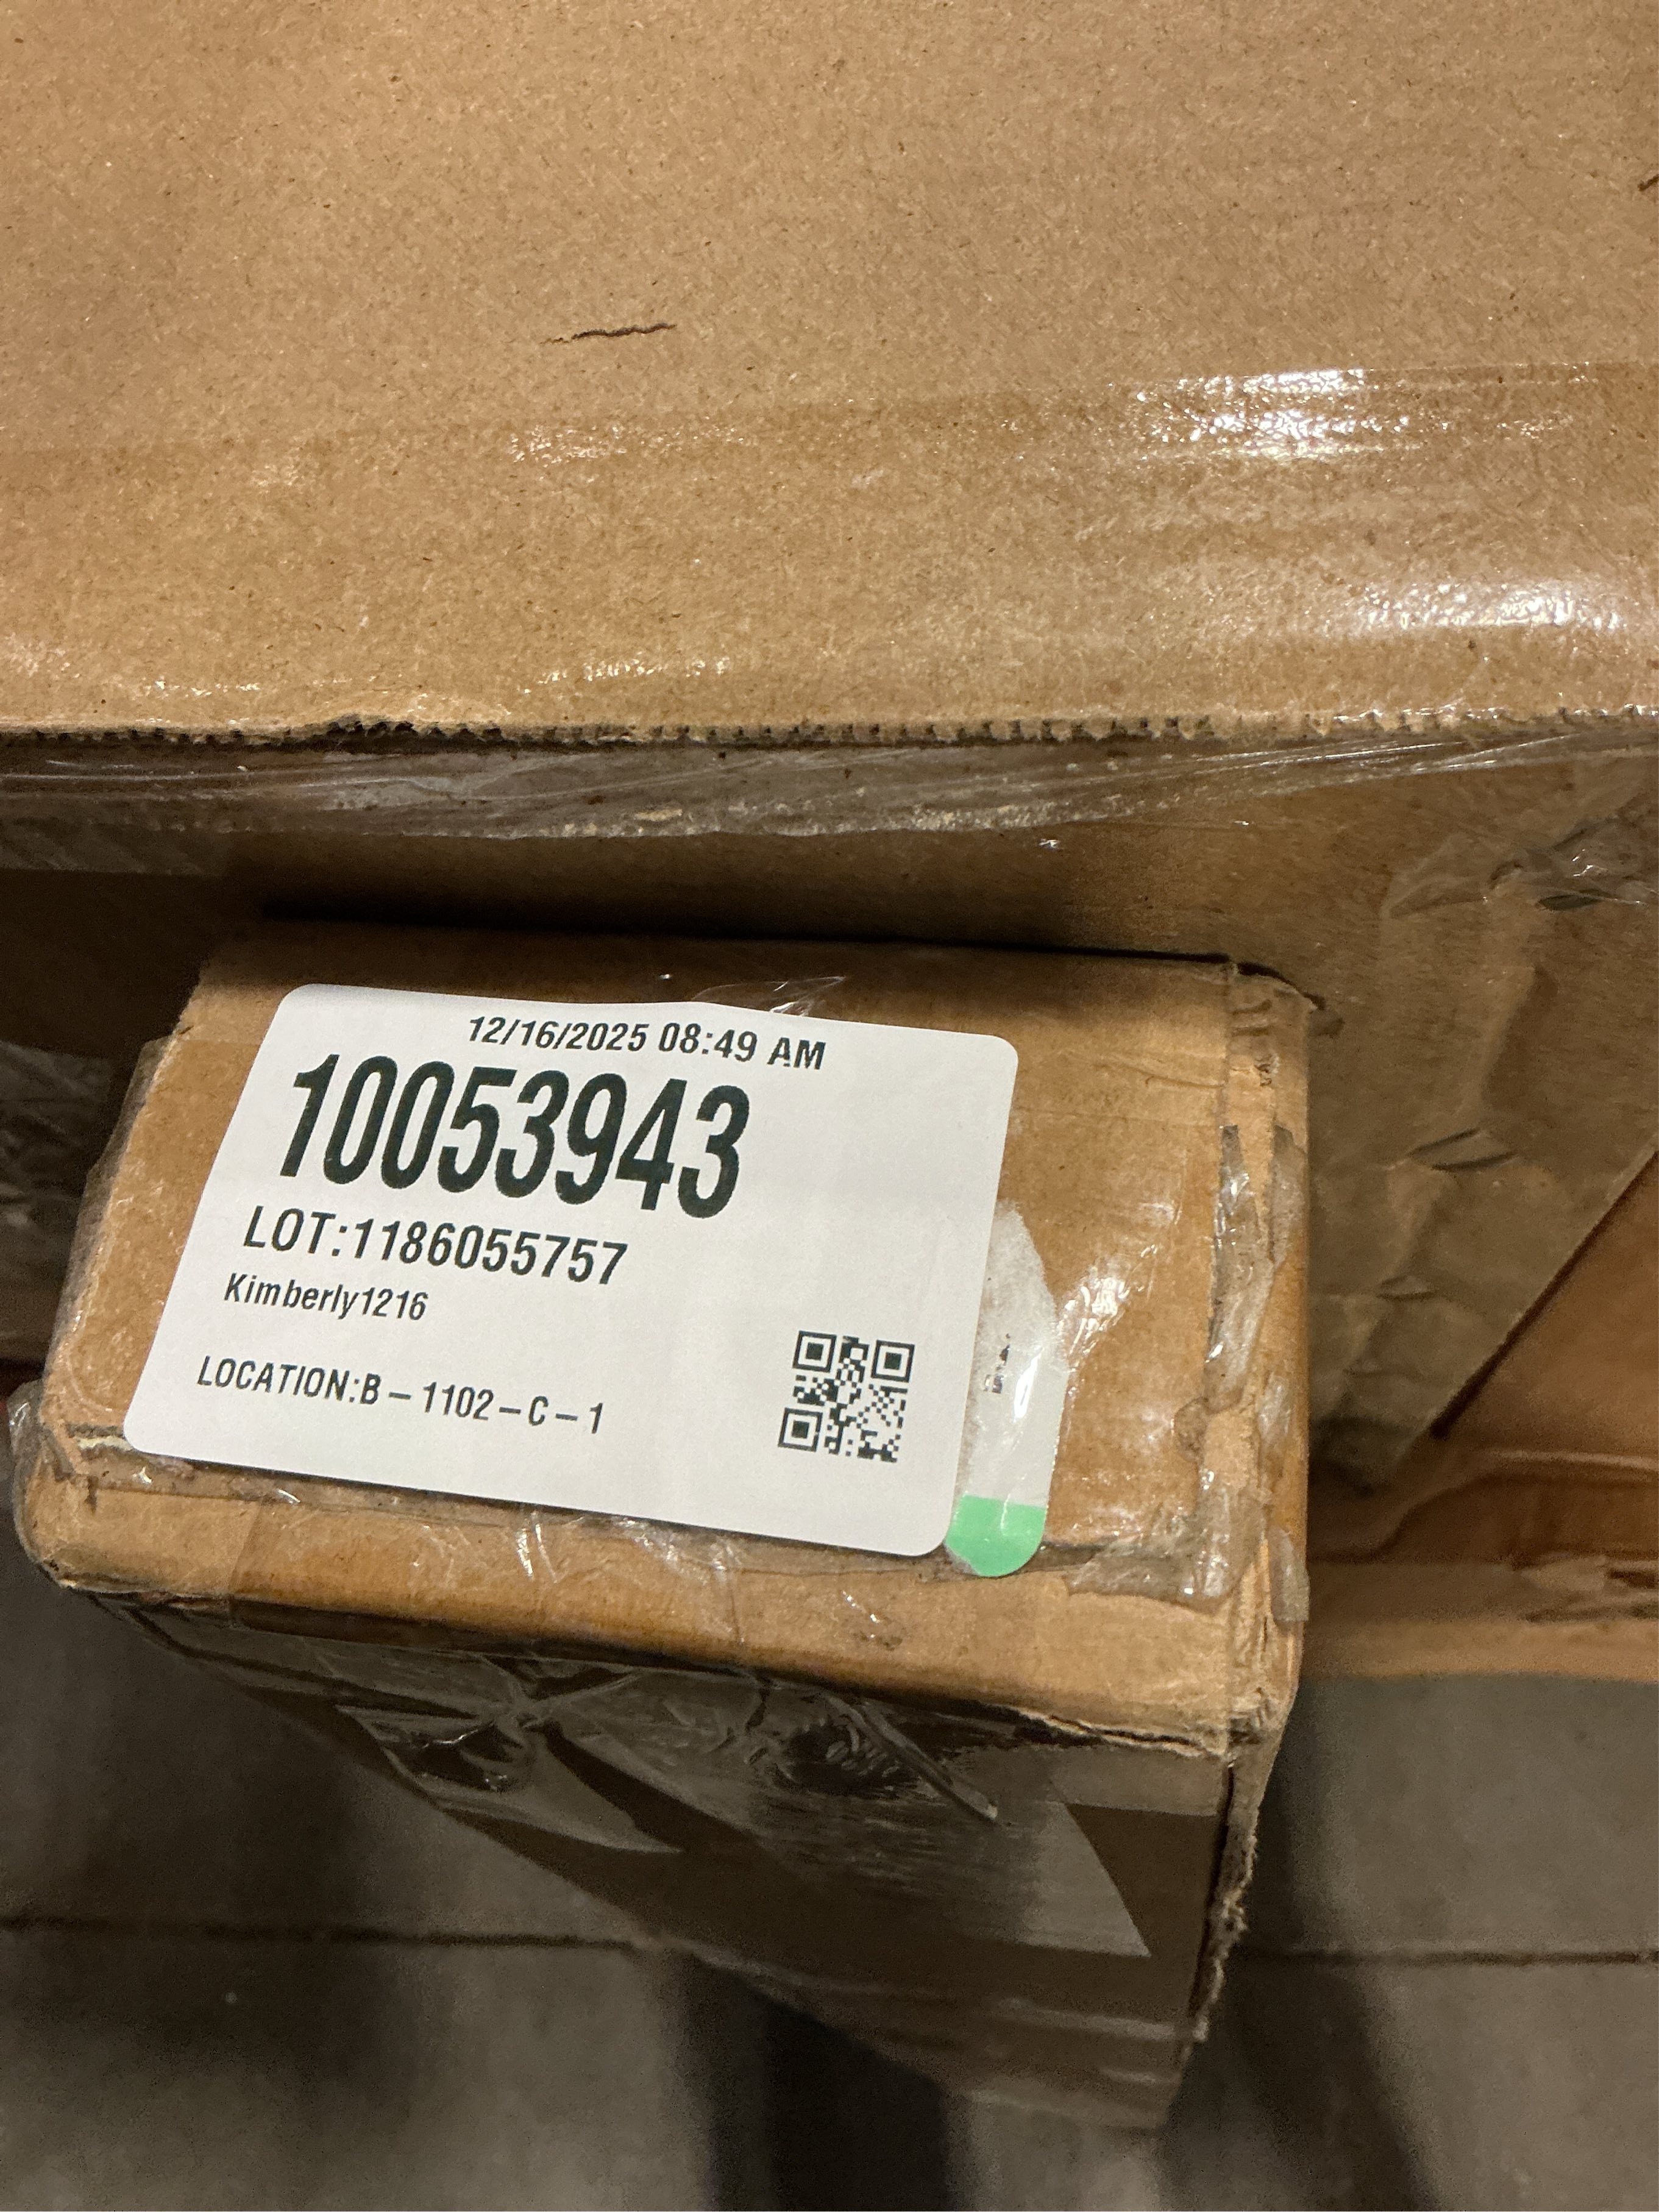 12/16/2025 08:49 AM
10053943
LOT:1186055757
Kimberly1216
LOCATION:B-1102-C-1